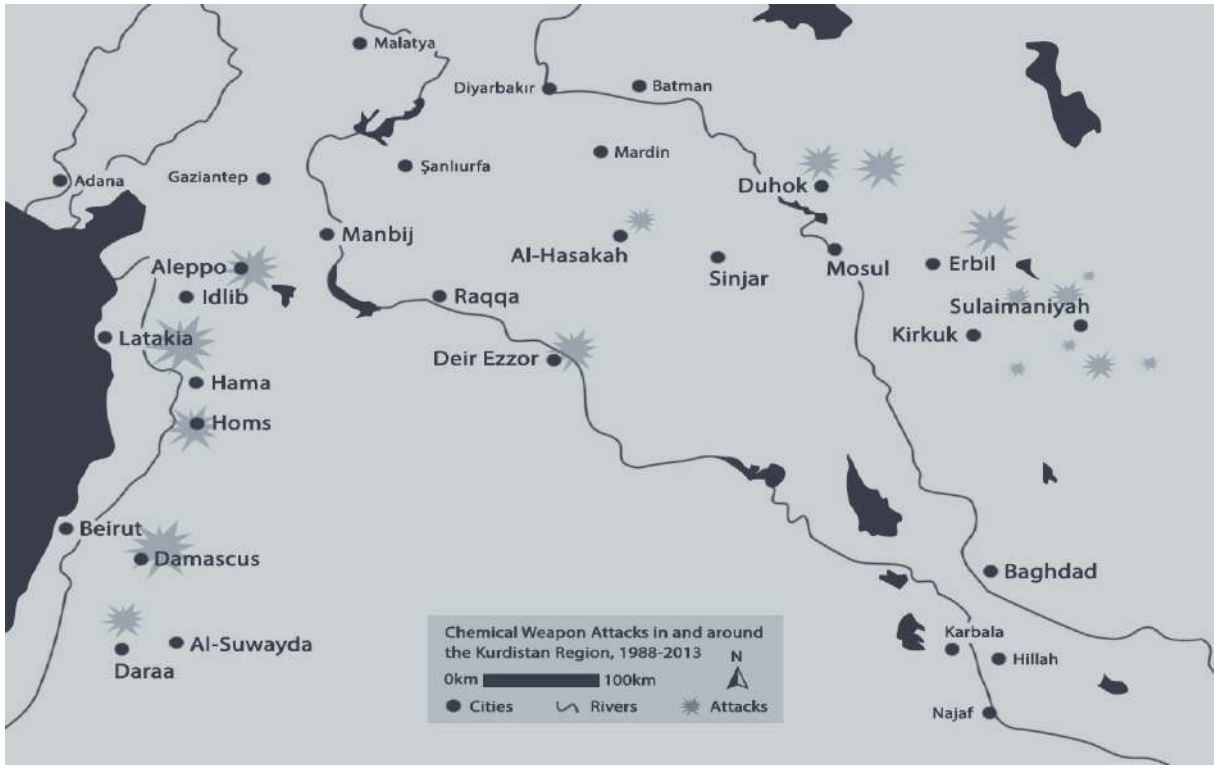 Malatya
Diyarbakır
Batman
Mardin
Şanlıurfa
Adana
Gaziantep
Duhok
Manbij
Al-Hasakah
Sinjar
Mosul
Erbil
Aleppo
Idlib
Raqqa
Sulaimaniyah
Latakia
Kirkuk
Deir Ezzor
Hama
Homs
Beirut
Damascus
Baghdad
Al-Suwayda
Daraa
Karbala
Hillah
Najaf
Chemical Weapon Attacks in and around
the Kurdistan Region, 1988-2013
N
0km 100km
Cities Rivers Attacks